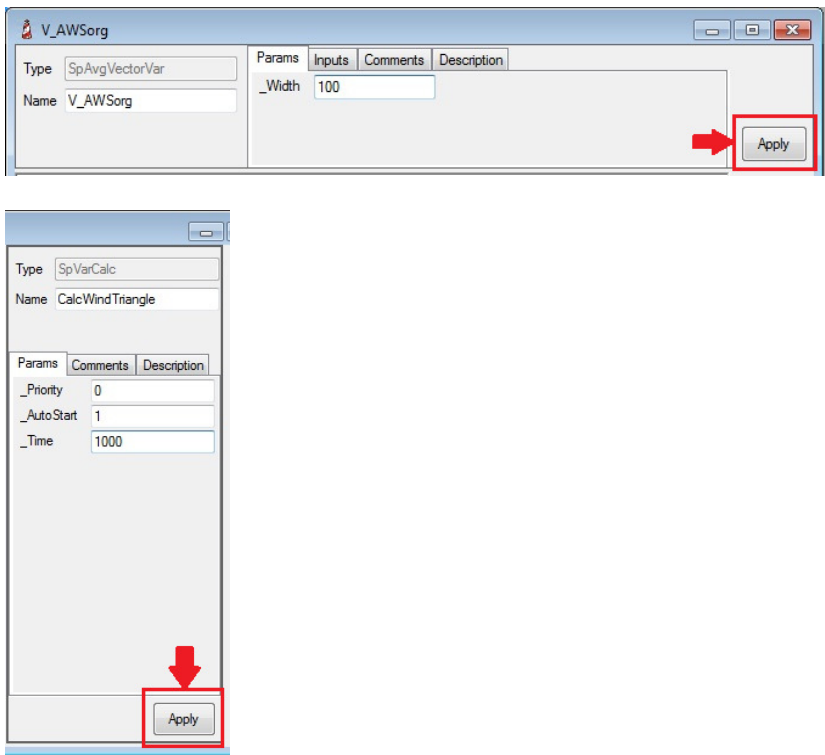 V_AWSorg
Type SpAvgVectorVar
Name V_AWSorg
Params Inputs Comments Description
_Width 100
Apply
Type SpVarCalc
Name CalcWindTriangle
Params Comments Description
_Priority 0
_AutoStart 1
_Time 1000
Apply